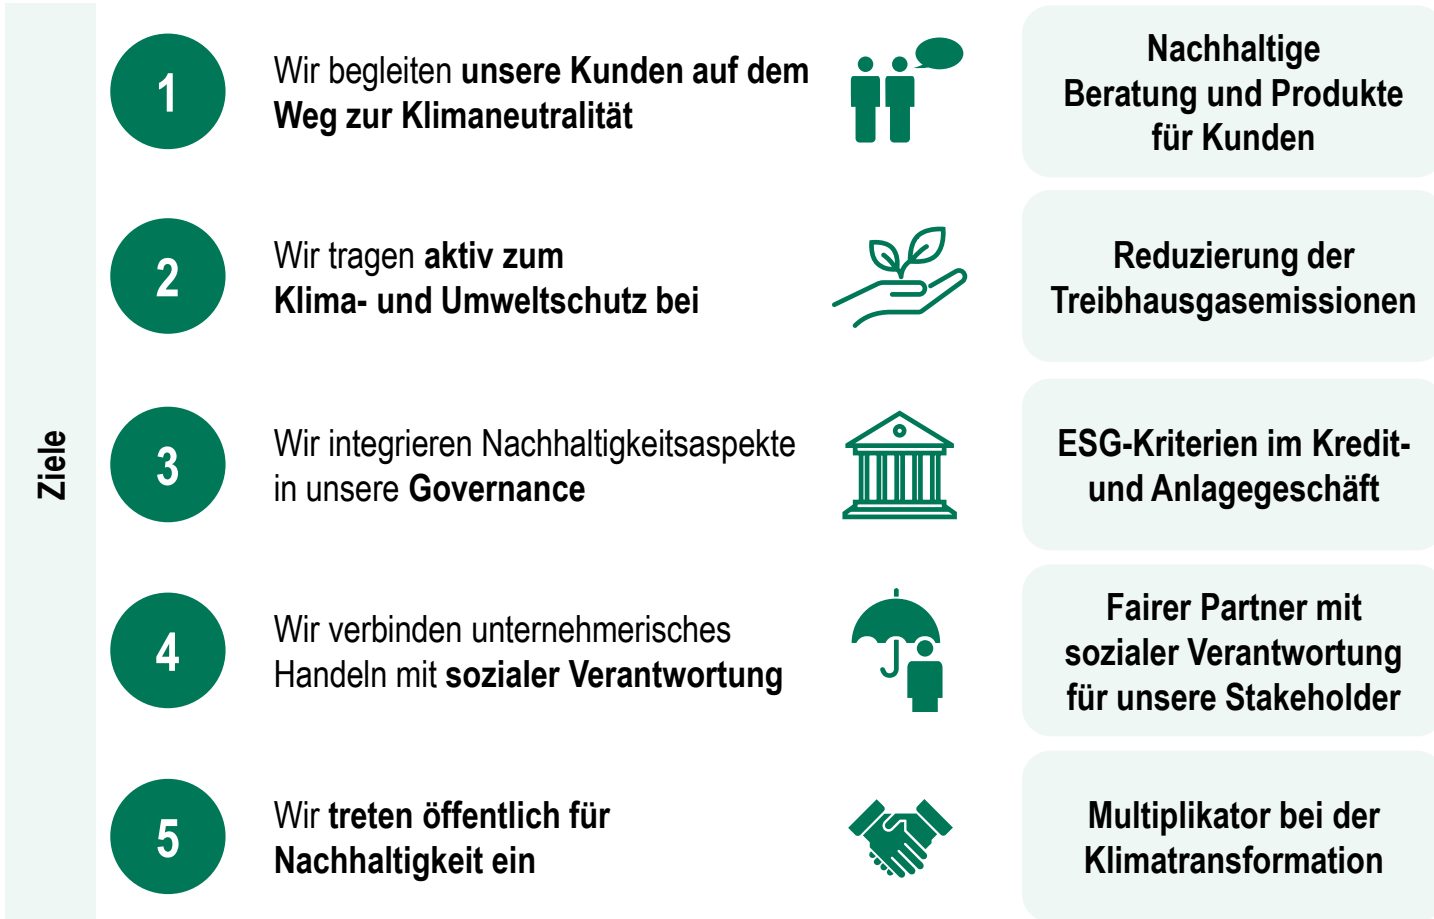 Ziele
1
Wir begleiten unsere Kunden auf dem
Weg zur Klimaneutralität
Nachhaltige
Beratung und Produkte
für Kunden
2
Wir tragen aktiv zum
Klima- und Umweltschutz bei
Reduzierung der
Treibhausgasemissionen
3
Wir integrieren Nachhaltigkeitsaspekte
in unsere Governance
ESG-Kriterien im Kredit-
und Anlagegeschäft
4
Wir verbinden unternehmerisches
Handeln mit sozialer Verantwortung
Fairer Partner mit
sozialer Verantwortung
für unsere Stakeholder
5
Wir treten öffentlich für
Nachhaltigkeit ein
Multiplikator bei der
Klimatransformation